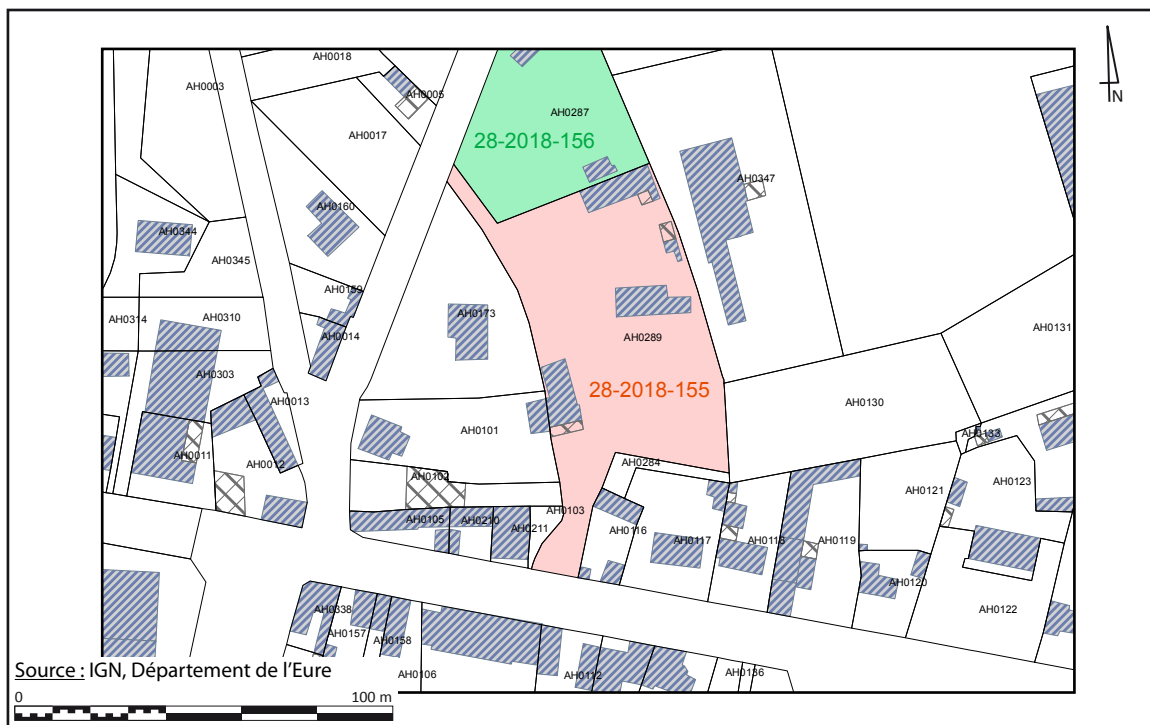 AH0018
AH0003
AH0005
AH0287
AH0017
28-2018-156
N
AH0347
AH0160
AH0344
AH0345
AH0159
AH0314
AH0310
AH0173
AH0014
AH0289
AH0131
AH0303
28-2018-155
AH0013
AH0130
AH0101
AH0133
AH0011
AH0012
AH0284
AH0102
AH0123
AH0121
AH0103
AH0105
AH0210
AH0211
AH0116
AH0117
AH0118
AH0119
AH0120
AH0338
AH0122
AH0157
AH0158
AH0106
AH0112
AH0136
Source : IGN, Département de l'Eure
0
100 m